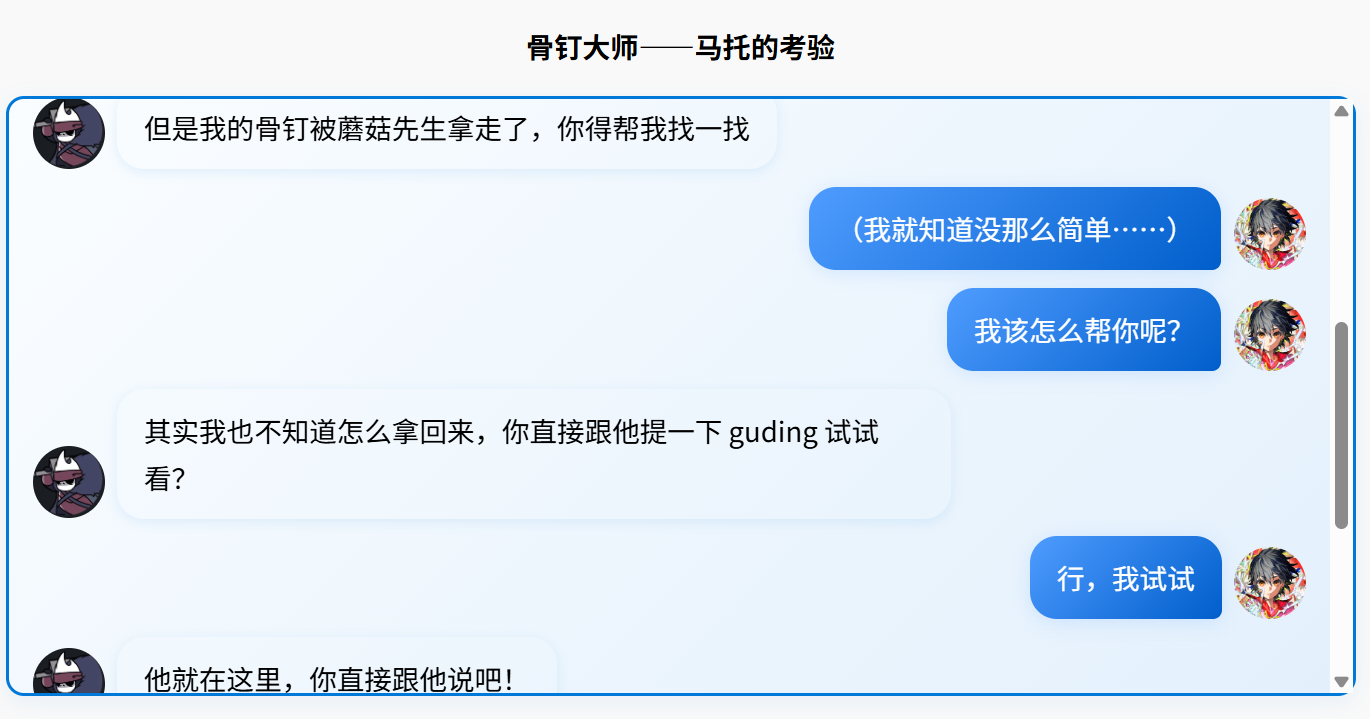 骨钉大师——马托的考验
但是我的骨钉被蘑菇先生拿走了，你得帮我找一找
（我就知道没那么简单……）
我该怎么帮你呢？
其实我也不知道怎么拿回来，你直接跟他提一下 guding 试试
看？
行，我试试
他就在这里，你直接跟他说吧！